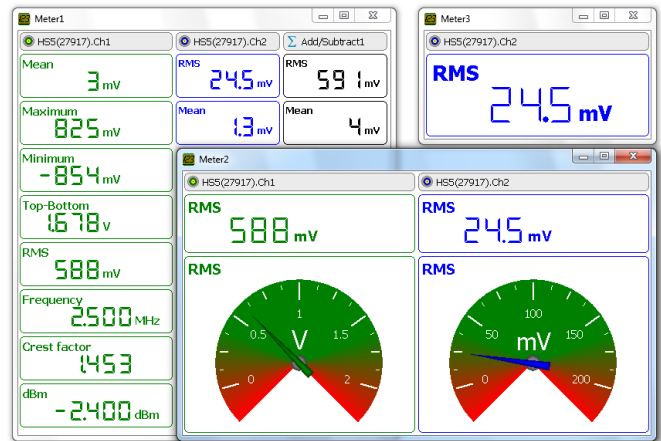 Meter1
HS5(27917).Ch1
HS5(27917).Ch2
Σ Add/Subtract1
Mean
3 mV
RMS
24.5 mV
RMS
591 mV
Maximum
825 mV
Mean
1.3 mV
Mean
4 mV
Minimum
-854 mV
Top-Bottom
1.678 V
RMS
588 mV
Frequency
2.500 MHz
Crest factor
1.453
dBm
-2.400 dBm
Meter3
HS5(27917).Ch2
RMS
24.5 mV
Meter2
HS5(27917).Ch1
HS5(27917).Ch2
RMS
588 mV
RMS
24.5 mV
RMS
0 0.5 1 1.5 2
V
RMS
0 50 100 150 200
mV